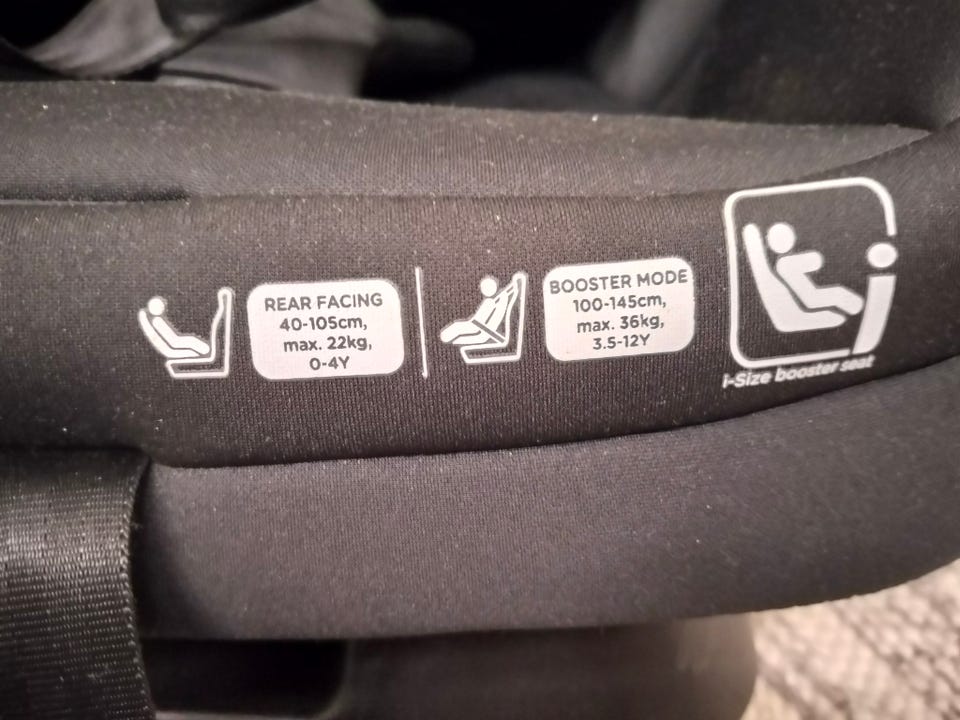 REAR FACING
40-105cm,
max. 22kg,
0-4Y
BOOSTER MODE
100-145cm,
max. 36kg,
3.5-12Y
i-Size booster seat